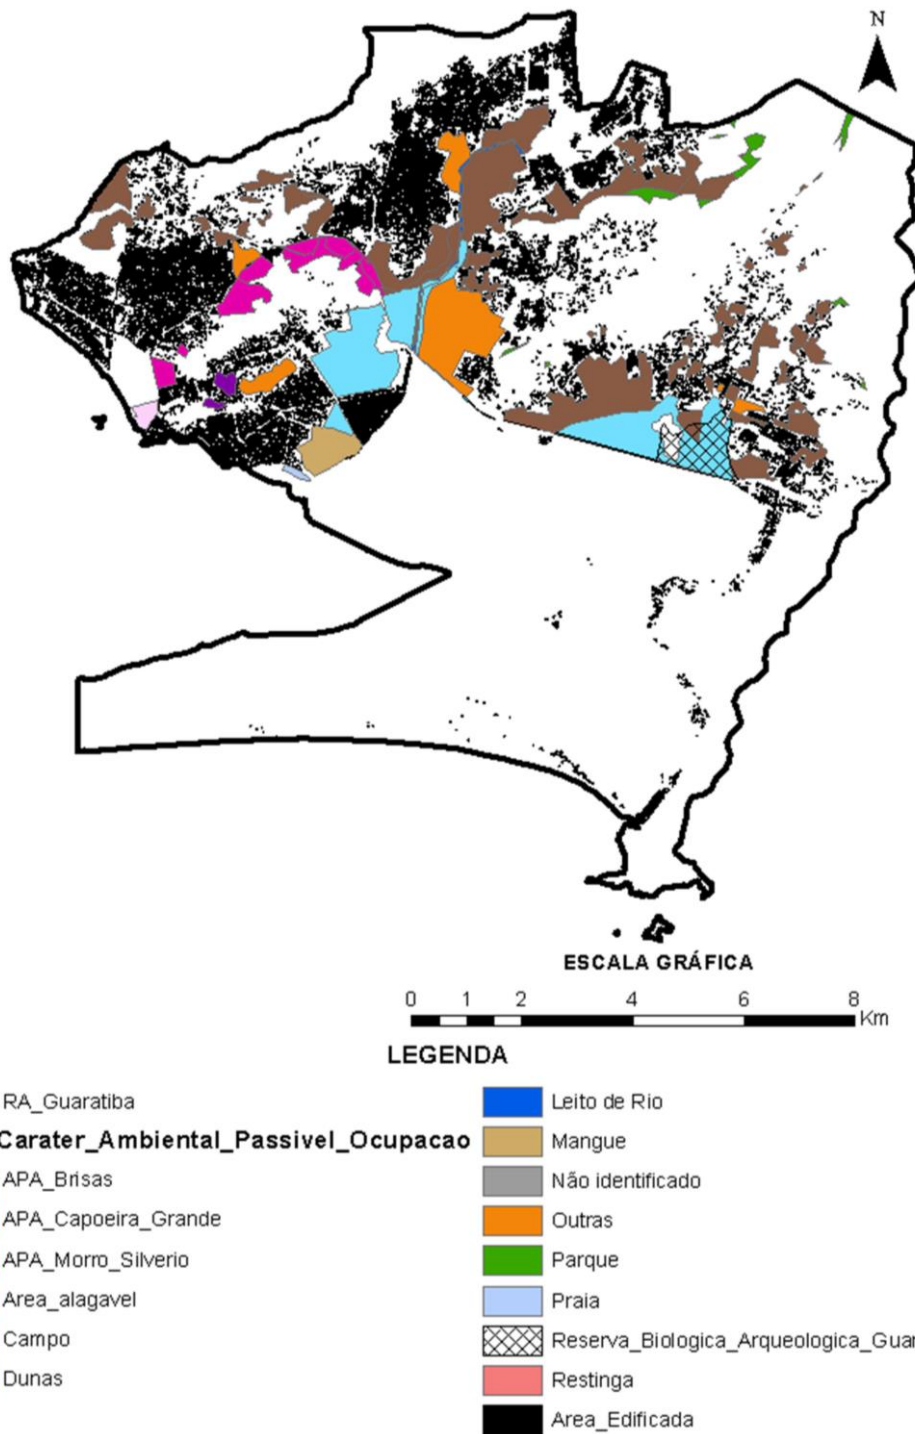 N
ESCALA GRÁFICA
0 1 2 4 6 8
Km
LEGENDA
RA_Guaratiba
Carater_Ambiental_Passivel_Ocupacao
APA_Brisas
APA_Capoeira_Grande
APA_Morro_Silverio
Area_alagavel
Campo
Dunas
Leito de Rio
Mangue
Não identificado
Outras
Parque
Praia
Reserva_Biologica_Arqueologica_Guar
Restinga
Area_Edificada